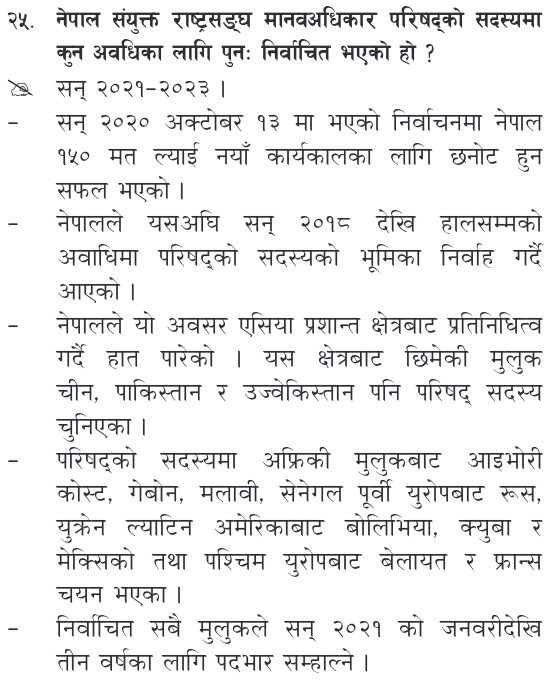 २५. नेपाल संयुक्त राष्ट्रसङ्घ मानवअधिकार परिषद्को सदस्यमा
कुन अवधिका लागि पुनः निर्वाचित भएको हो ?
सन् २०२१-२०२३ ।
- सन् २०२० अक्टोबर १३ मा भएको निर्वाचनमा नेपाल
१५० मत ल्याई नयाँ कार्यकालका लागि छनोट हुन
सफल भएको ।
- नेपालले यसअघि सन् २०१८ देखि हालसम्मको
अवाधिमा परिषद्को सदस्यको भूमिका निर्वाह गर्दै
आएको ।
- नेपालले यो अवसर एसिया प्रशान्त क्षेत्रबाट प्रतिनिधित्व
गर्दै हात पारेको । यस क्षेत्रबाट छिमेकी मुलुक
चीन, पाकिस्तान र उज्वेकिस्तान पनि परिषद् सदस्य
चुनिएका ।
- परिषद्को सदस्यमा अफ्रिकी मुलुकबाट आइभोरी
कोस्ट, गेबोन, मलावी, सेनेगल पूर्वी युरोपबाट रूस,
युक्रेन ल्याटिन अमेरिकाबाट बोलिभिया, क्युबा र
मेक्सिको तथा पश्चिम युरोपबाट बेलायत र फ्रान्स
चयन भएका ।
- निर्वाचित सबै मुलुकले सन् २०२१ को जनवरीदेखि
तीन वर्षका लागि पदभार सम्हाल्ने ।